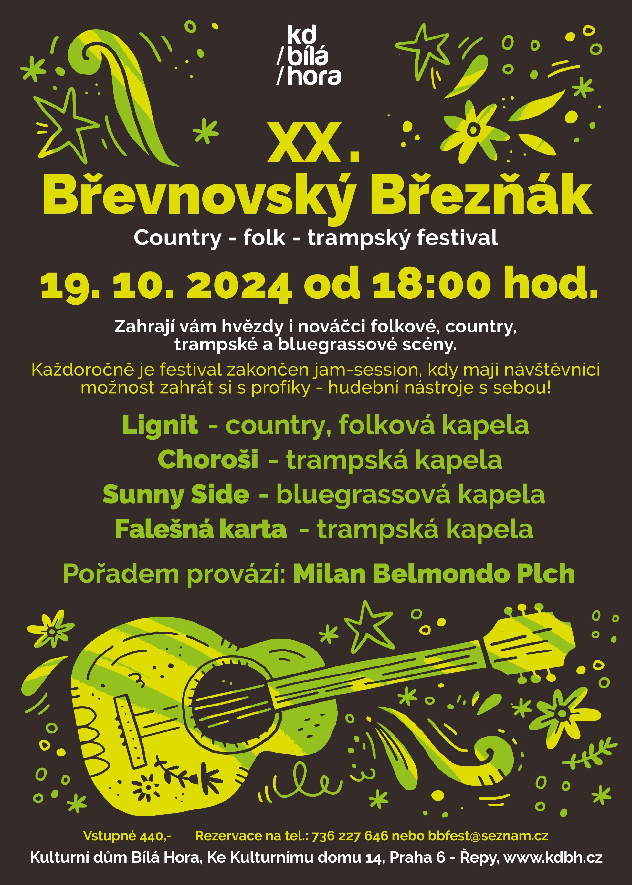 kd
/bílá
/hora
XX.
Břevnovský Březňák
Country - folk - trampský festival
19. 10. 2024 od 18:00 hod.
Zahrají vám hvězdy i nováčci folkové, country,
trampské a bluegrassové scény.
Každoročně je festival zakončen jam-session, kdy mají návštěvníci
možnost zahrát si s profíky - hudební nástroje s sebou!
Lignit - country, folková kapela
Choroši - trampská kapela
Sunny Side - bluegrassová kapela
Falešná karta - trampská kapela
Pořadem provází: Milan Belmondo Plch
Vstupné 440,- Rezervace na tel.: 736 227 646 nebo bbfest@seznam.cz
Kulturní dům Bílá Hora, Ke Kulturnímu domu 14, Praha 6 - Řepy, www.kdbh.cz